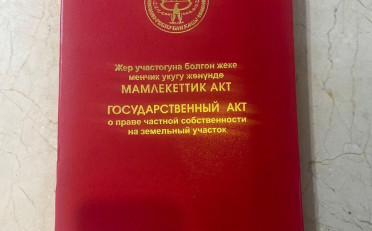 Жер участогуна болгон жеке
менчик укугу жөнүндө
МАМЛЕКЕТТИК АКТ
ГОСУДАРСТВЕННЫЙ АКТ
о праве частной собственности
на земельный участок